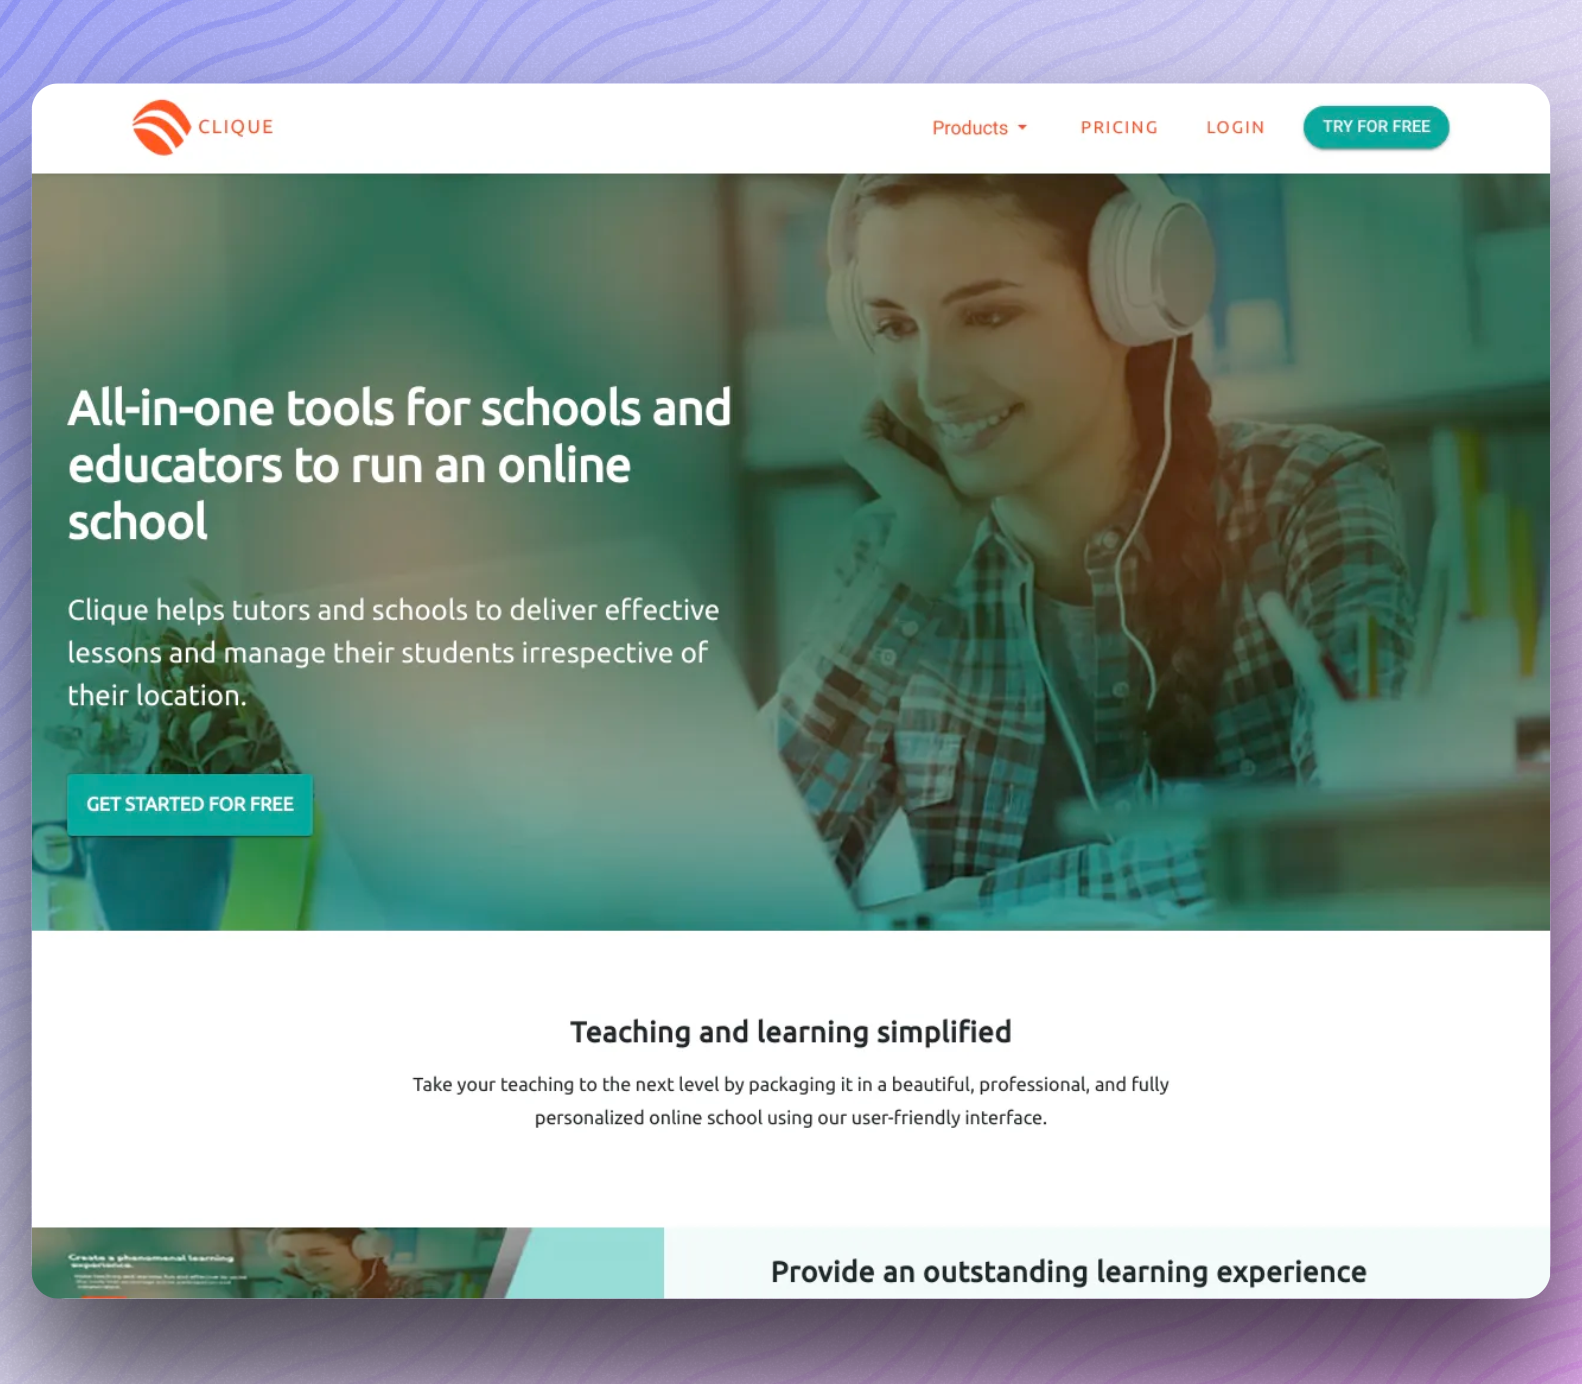 CLIQUE
Products
PRICING
LOGIN
TRY FOR FREE
All-in-one tools for schools and
educators to run an online
school
Clique helps tutors and schools to deliver effective
lessons and manage their students irrespective of
their location.
GET STARTED FOR FREE
Teaching and learning simplified
Take your teaching to the next level by packaging it in a beautiful, professional, and fully
personalized online school using our user-friendly interface.
Create a phenomenal learning
experience.
Provide an outstanding learning experience